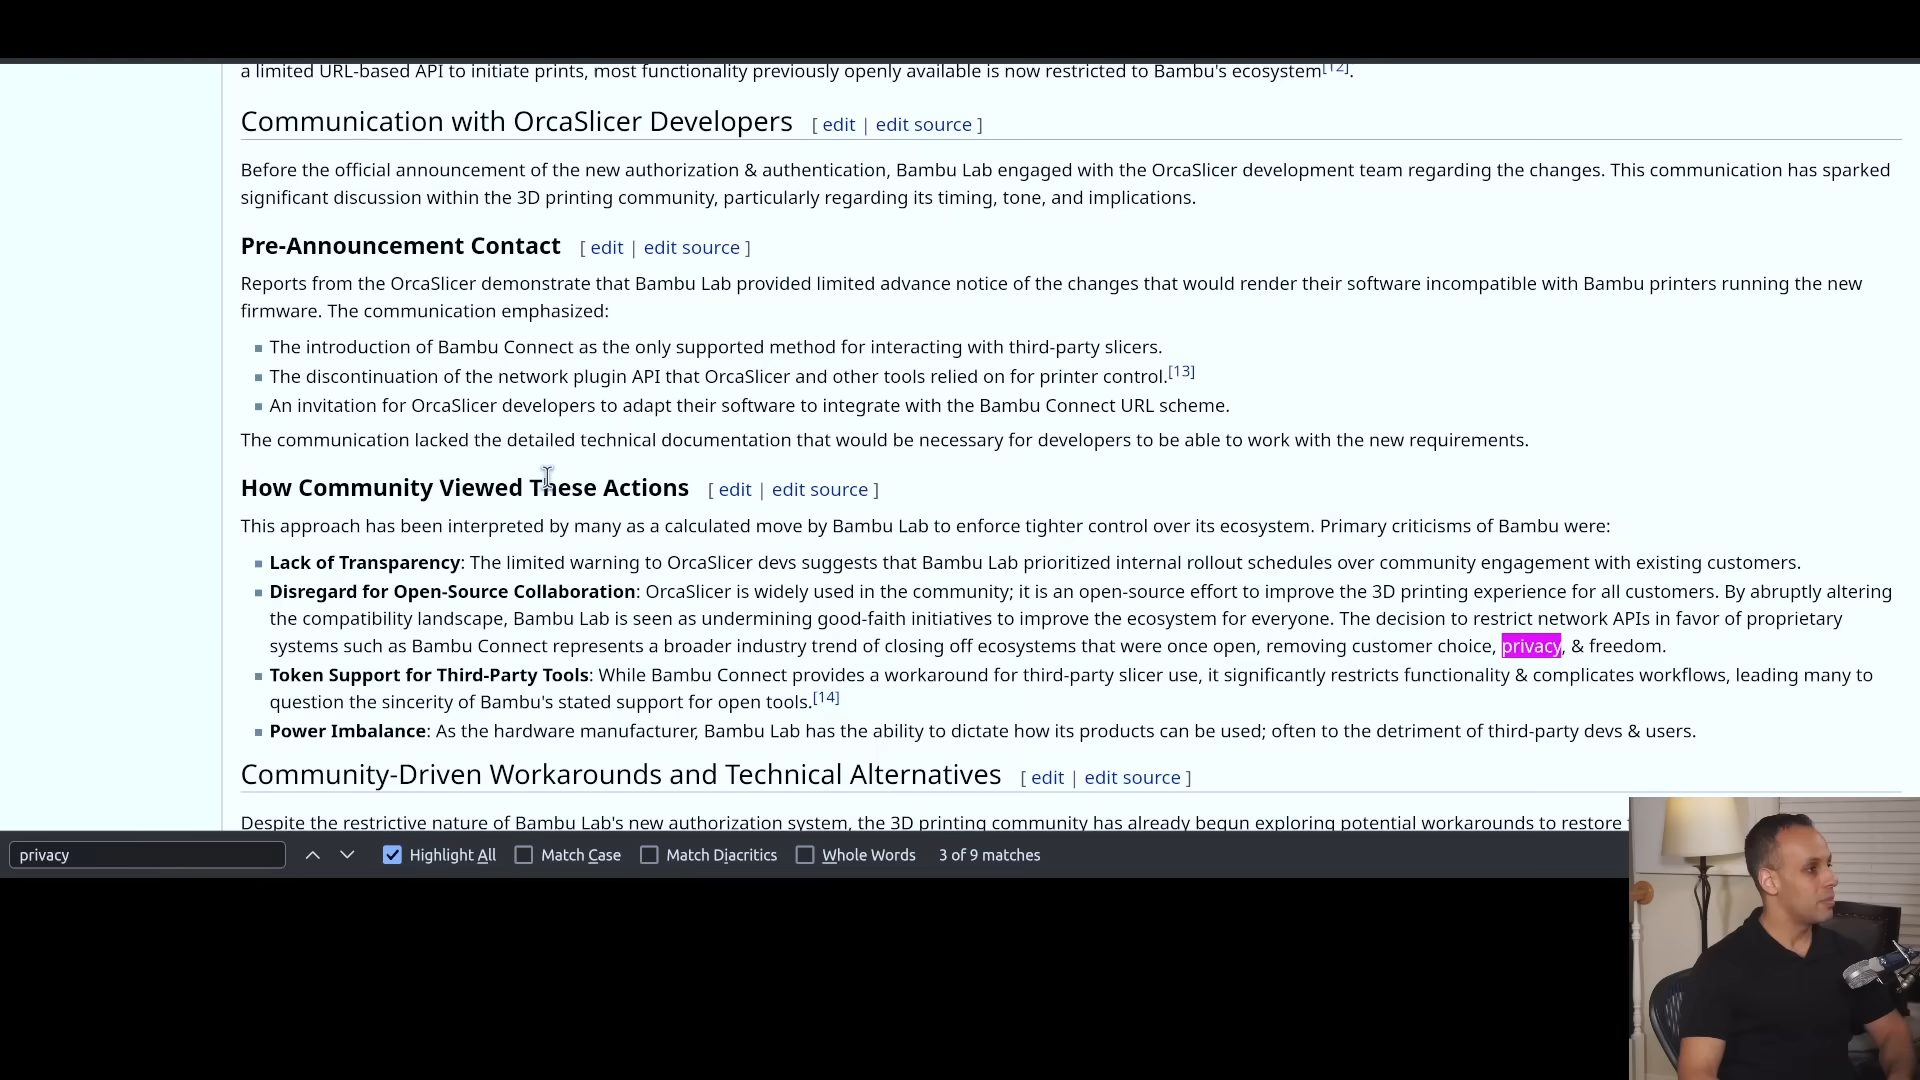 a limited URL-based API to initiate prints, most functionality previously openly available is now restricted to Bambu's ecosystem[12].
Communication with OrcaSlicer Developers [ edit | edit source ]
Before the official announcement of the new authorization & authentication, Bambu Lab engaged with the OrcaSlicer development team regarding the changes. This communication has sparked
significant discussion within the 3D printing community, particularly regarding its timing, tone, and implications.
Pre-Announcement Contact [ edit | edit source ]
Reports from the OrcaSlicer demonstrate that Bambu Lab provided limited advance notice of the changes that would render their software incompatible with Bambu printers running the new
firmware. The communication emphasized:
The introduction of Bambu Connect as the only supported method for interacting with third-party slicers.
The discontinuation of the network plugin API that OrcaSlicer and other tools relied on for printer control.[13]
An invitation for OrcaSlicer developers to adapt their software to integrate with the Bambu Connect URL scheme.
The communication lacked the detailed technical documentation that would be necessary for developers to be able to work with the new requirements.
How Community Viewed These Actions [ edit | edit source ]
This approach has been interpreted by many as a calculated move by Bambu Lab to enforce tighter control over its ecosystem. Primary criticisms of Bambu were:
Lack of Transparency: The limited warning to OrcaSlicer devs suggests that Bambu Lab prioritized internal rollout schedules over community engagement with existing customers.
Disregard for Open-Source Collaboration: OrcaSlicer is widely used in the community; it is an open-source effort to improve the 3D printing experience for all customers. By abruptly altering
the compatibility landscape, Bambu Lab is seen as undermining good-faith initiatives to improve the ecosystem for everyone. The decision to restrict network APIs in favor of proprietary
systems such as Bambu Connect represents a broader industry trend of closing off ecosystems that were once open, removing customer choice, privacy, & freedom.
Token Support for Third-Party Tools: While Bambu Connect provides a workaround for third-party slicer use, it significantly restricts functionality & complicates workflows, leading many to
question the sincerity of Bambu's stated support for open tools.[14]
Power Imbalance: As the hardware manufacturer, Bambu Lab has the ability to dictate how its products can be used; often to the detriment of third-party devs & users.
Community-Driven Workarounds and Technical Alternatives [ edit | edit source ]
Despite the restrictive nature of Bambu Lab's new authorization system, the 3D printing community has already begun exploring potential workarounds to restore
privacy Highlight All Match Case Match Diacritics Whole Words 3 of 9 matches